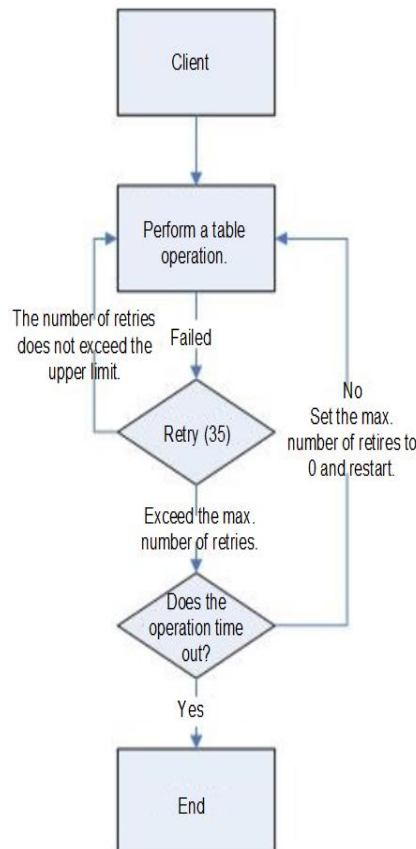 Client
Perform a table
operation.
The number of retries
does not exceed the
upper limit.
Failed
Retry (35)
No
Set the max.
number of retires to
0 and restart.
Exceed the max.
number of retries.
Does the
operation time
out?
Yes
End